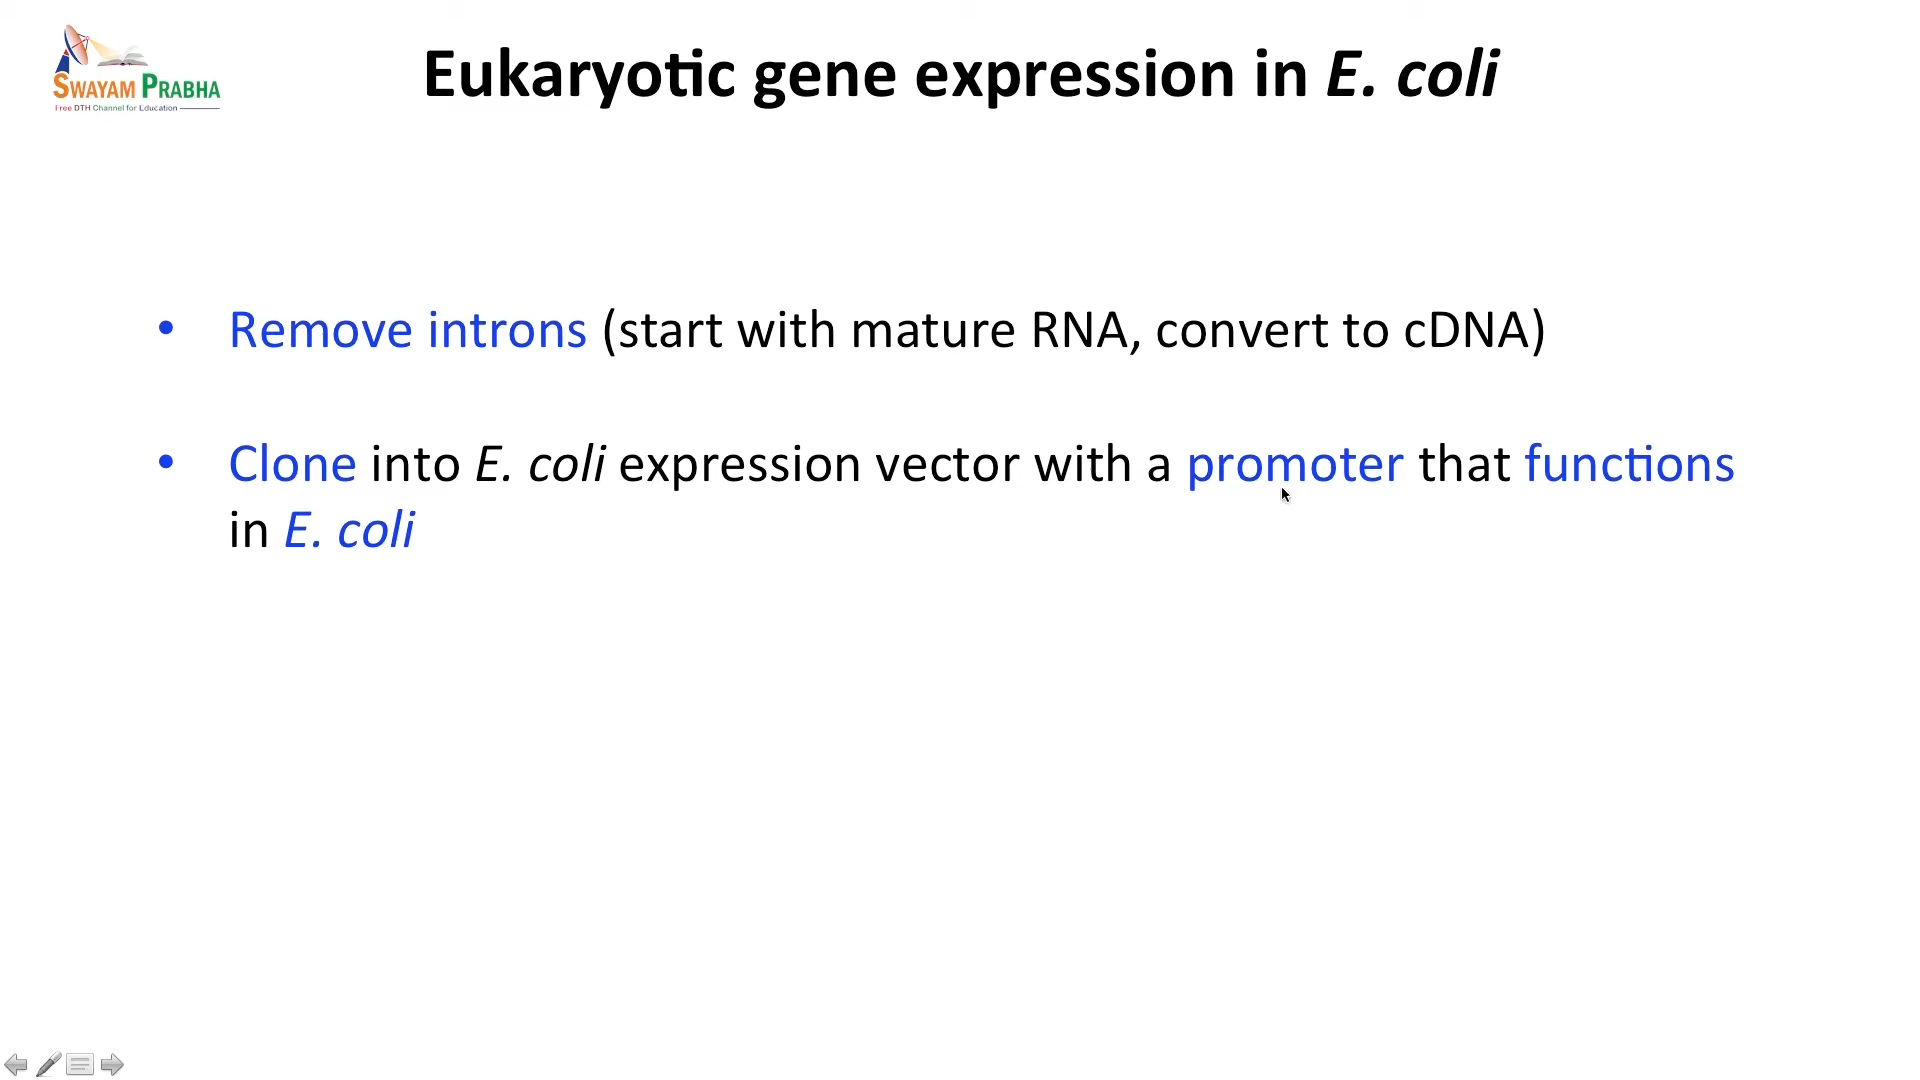 SWAYAM PRABHA
Free DTH Channel for Education
Eukaryotic gene expression in E. coli
• Remove introns (start with mature RNA, convert to cDNA)
• Clone into E. coli expression vector with a promoter that functions
in E. coli